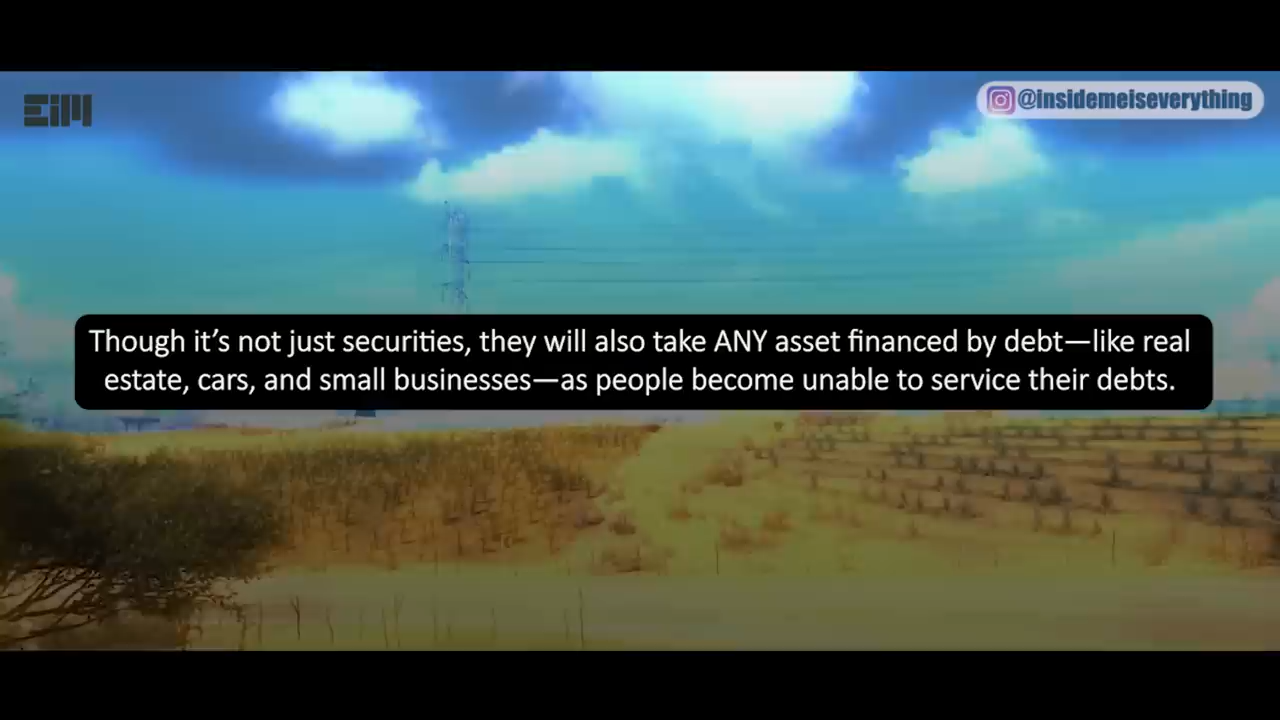 EiM
@insidemeiseverything
Though it’s not just securities, they will also take ANY asset financed by debt—like real
estate, cars, and small businesses—as people become unable to service their debts.